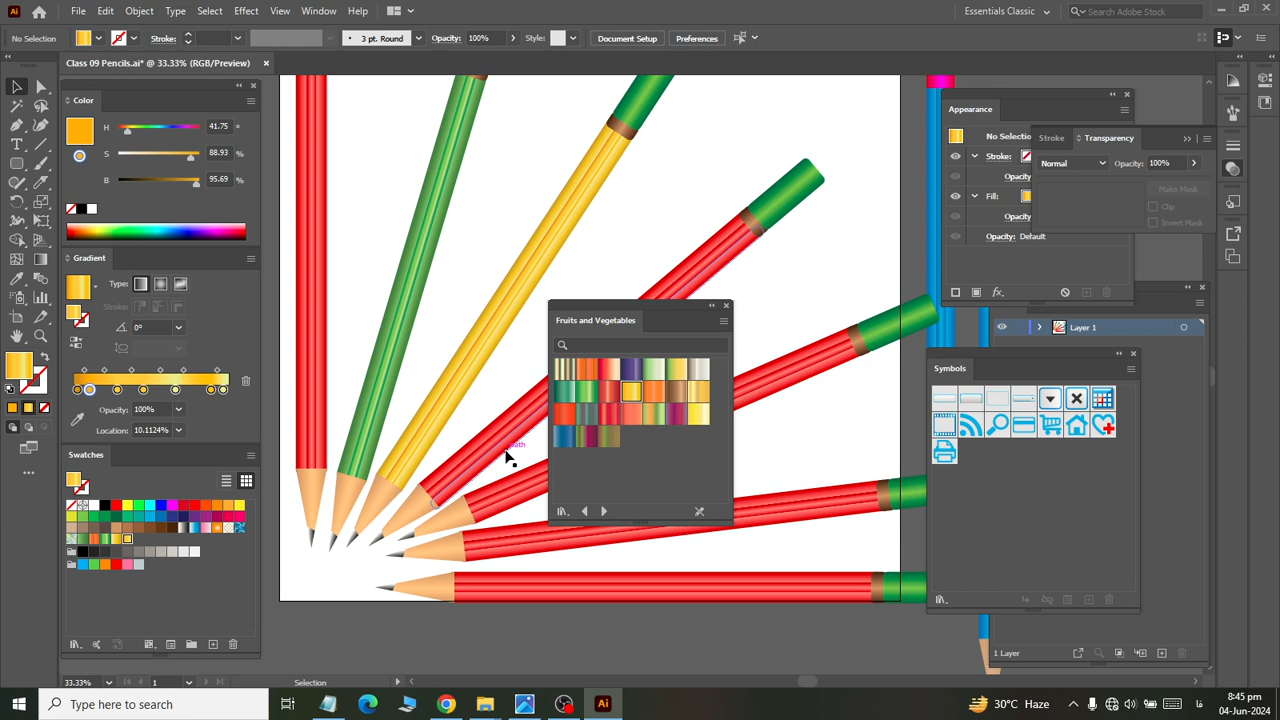 Ai File Edit Object Type Select Effect View Window Help Essentials Classic Search Adobe Stock
No Selection Stroke: 3 pt. Round Opacity: 100% Style: Document Setup Preferences
Class 09 Pencils.ai* @ 33.33% (RGB/Preview)
Color
H 41.75 °
S 88.93 %
B 95.69 %
Gradient
Type:
Stroke:
0°
Opacity: 100%
Location: 10.1124%
Swatches
Fruits and Vegetables
path
Appearance
No Selection
Stroke:
Opacity
Fill:
Opacity
Opacity: Default
Stroke Transparency
Normal Opacity: 100%
Make Mask
Clip
Invert Mask
Layer 1
Symbols
1 Layer
33.33% 1 Selection
Type here to search
30°C Haze
8:45 pm
04-Jun-2024